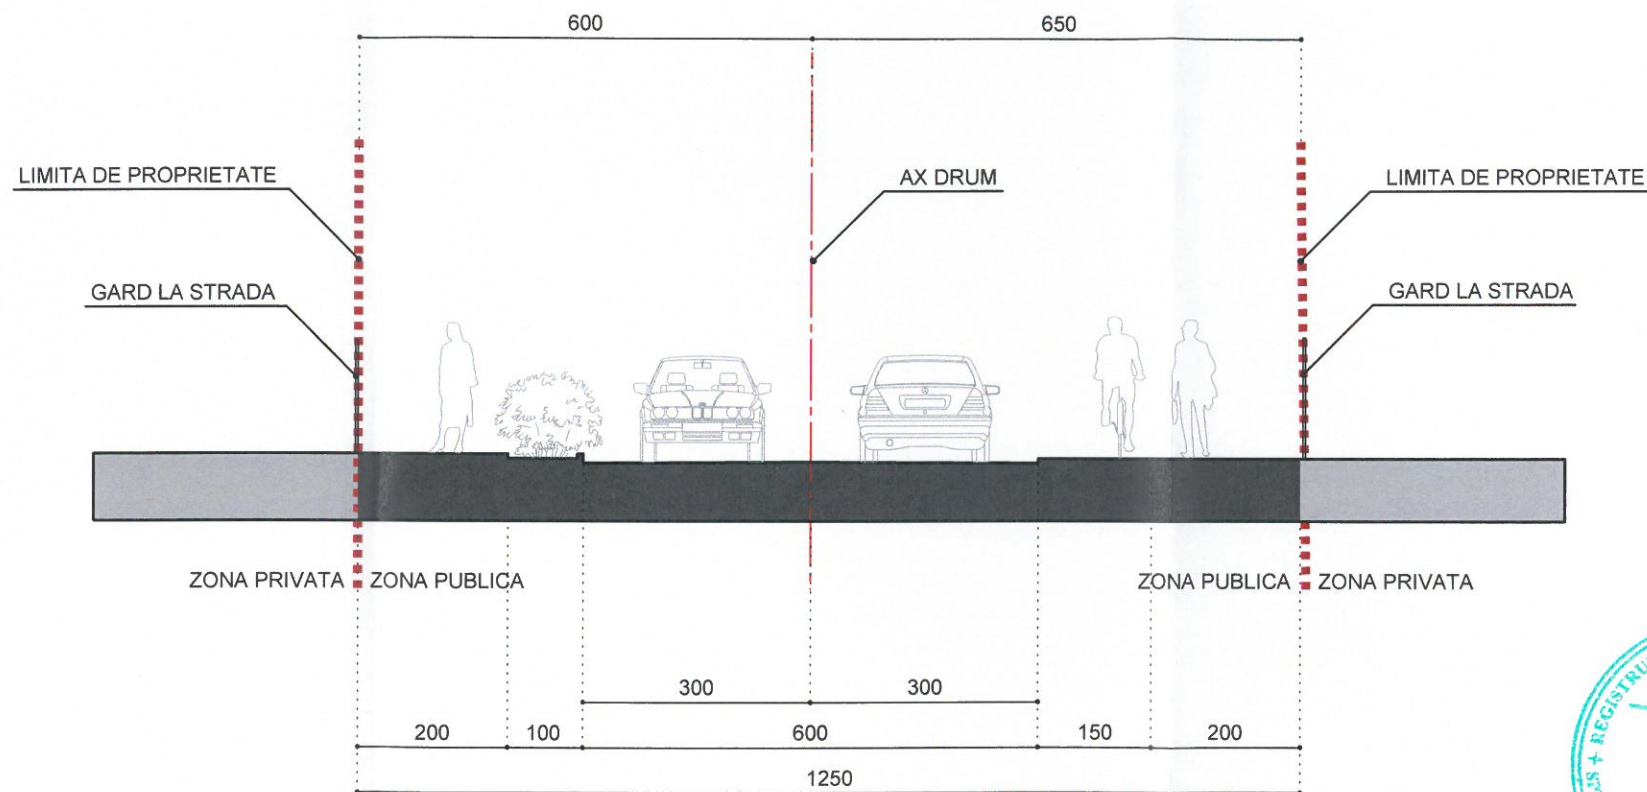 600 650
LIMITA DE PROPRIETATE AX DRUM LIMITA DE PROPRIETATE
GARD LA STRADA GARD LA STRADA
ZONA PRIVATA ZONA PUBLICA ZONA PUBLICA ZONA PRIVATA
300 300
200 100 600 150 200
1250